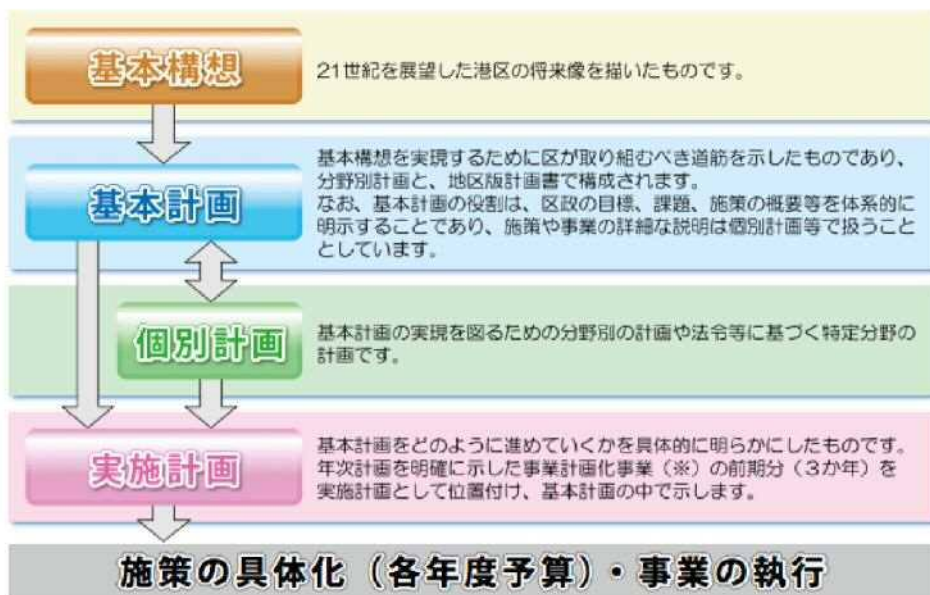 基本構想
21世紀を展望した港区の将来像を描いたものです。
基本計画
基本構想を実現するために区が取り組むべき道筋を示したものであり、
分野別計画と、地区版計画書で構成されます。
なお、基本計画の役割は、区政の目標、課題、施策の概要等を体系的に
明示することであり、施策や事業の詳細な説明は個別計画等で扱うこと
としています。
個別計画
基本計画の実現を図るための分野別の計画や法令等に基づく特定分野の
計画です。
実施計画
基本計画をどのように進めていくかを具体的に明らかにしたものです。
年次計画を明確に示した事業計画化事業（※）の前期分（３か年）を
実施計画として位置付け、基本計画の中で示します。
施策の具体化（各年度予算）・事業の執行